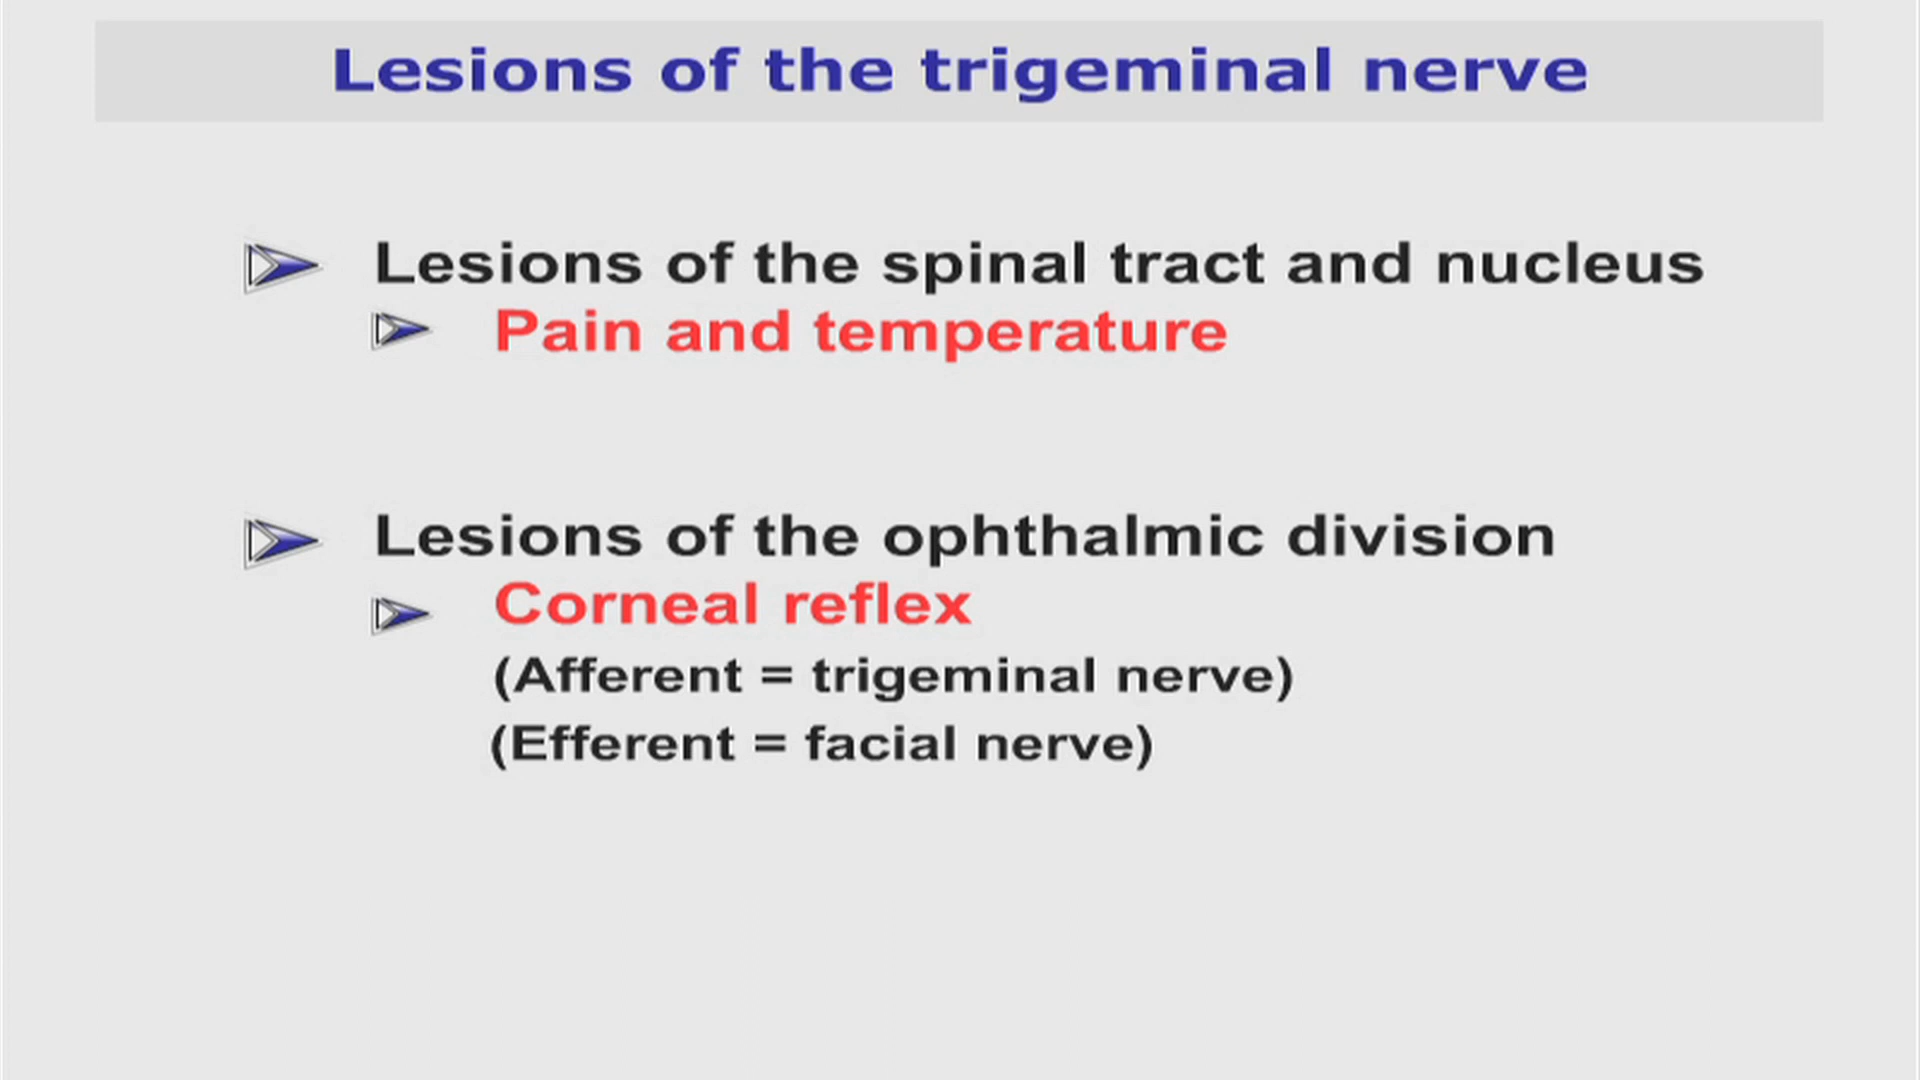 Lesions of the trigeminal nerve
Lesions of the spinal tract and nucleus
Pain and temperature
Lesions of the ophthalmic division
Corneal reflex
(Afferent = trigeminal nerve)
(Efferent = facial nerve)